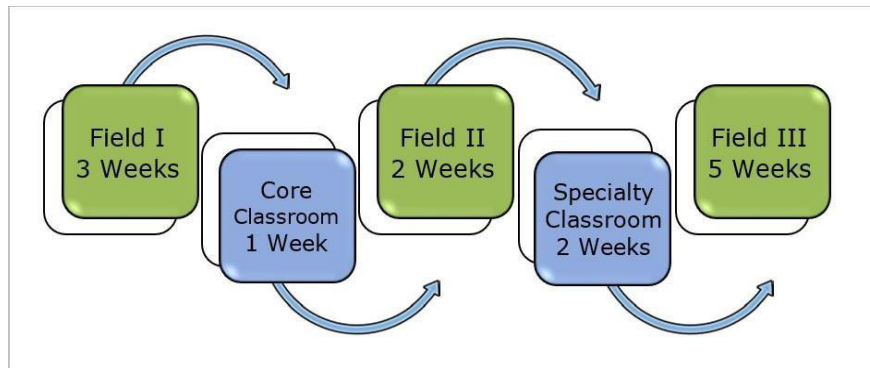 Field I
3 Weeks
Core
Classroom
1 Week
Field II
2 Weeks
Specialty
Classroom
2 Weeks
Field III
5 Weeks